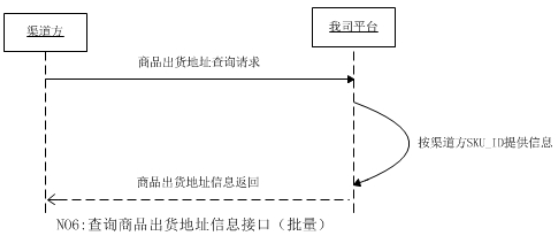 渠道方
我司平台
商品出货地址查询请求
按渠道方SKU_ID提供信息
商品出货地址信息返回
N06:查询商品出货地址信息接口（批量）